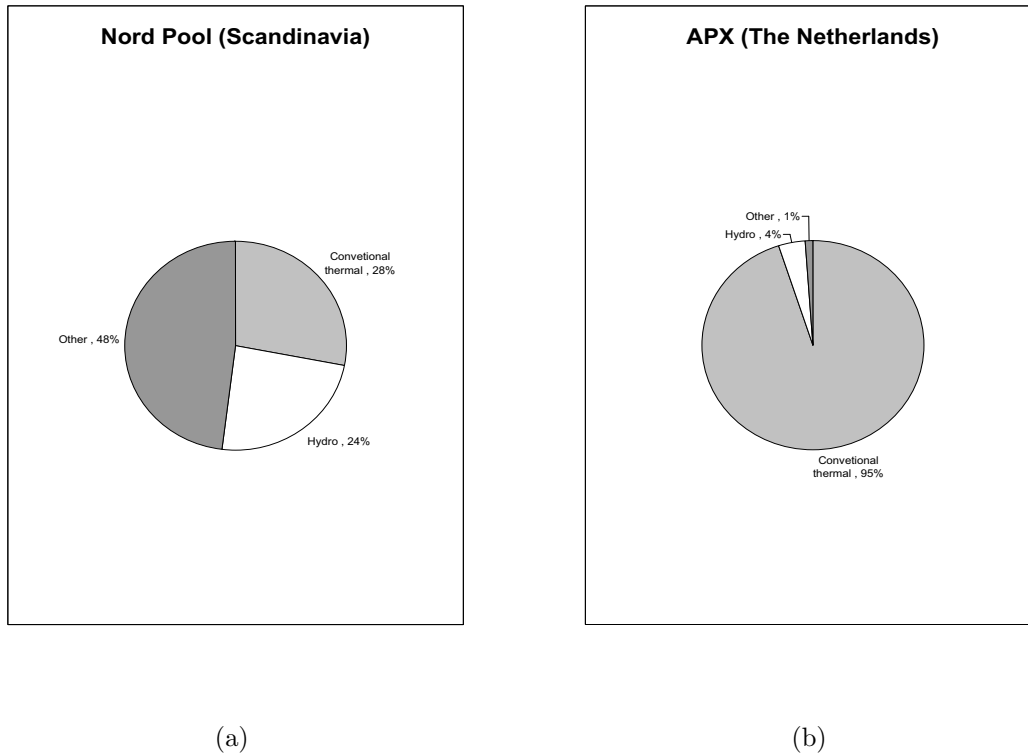 Nord Pool (Scandinavia)
Convetional
thermal , 28%
Other , 48%
Hydro , 24%
(a)
APX (The Netherlands)
Other , 1%
Hydro , 4%
Convetional
thermal , 95%
(b)